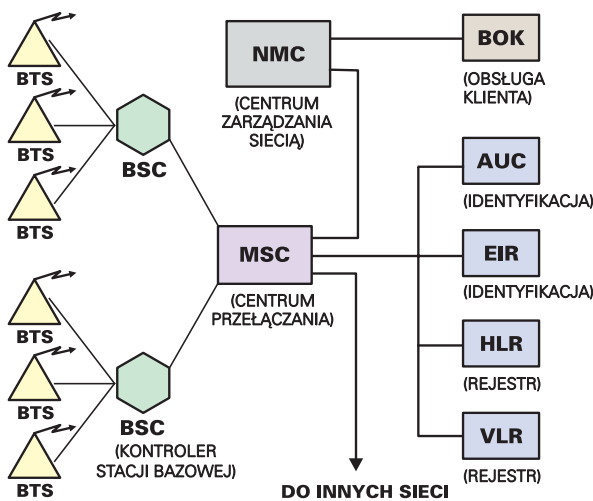 BTS
BTS
BTS
BSC
NMC
(CENTRUM
ZARZĄDZANIA
SIECIĄ)
BOK
(OBSŁUGA
KLIENTA)
AUC
(IDENTYFIKACJA)
MSC
(CENTRUM
PRZEŁĄCZANIA)
EIR
(IDENTYFIKACJA)
HLR
(REJESTR)
VLR
(REJESTR)
BTS
BTS
BTS
BSC
(KONTROLER
STACJI BAZOWEJ)
DO INNYCH SIECI